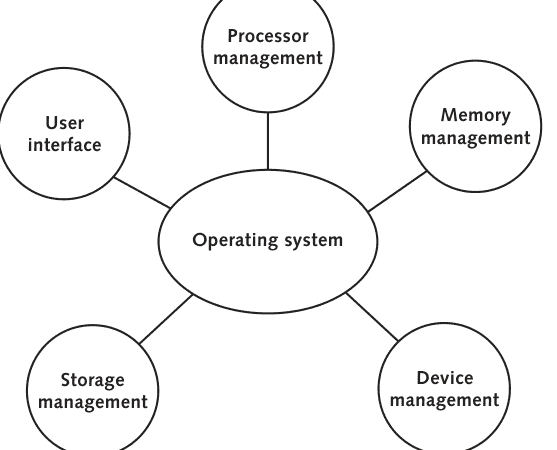 Processor
management
User
interface
Memory
management
Operating system
Storage
management
Device
management